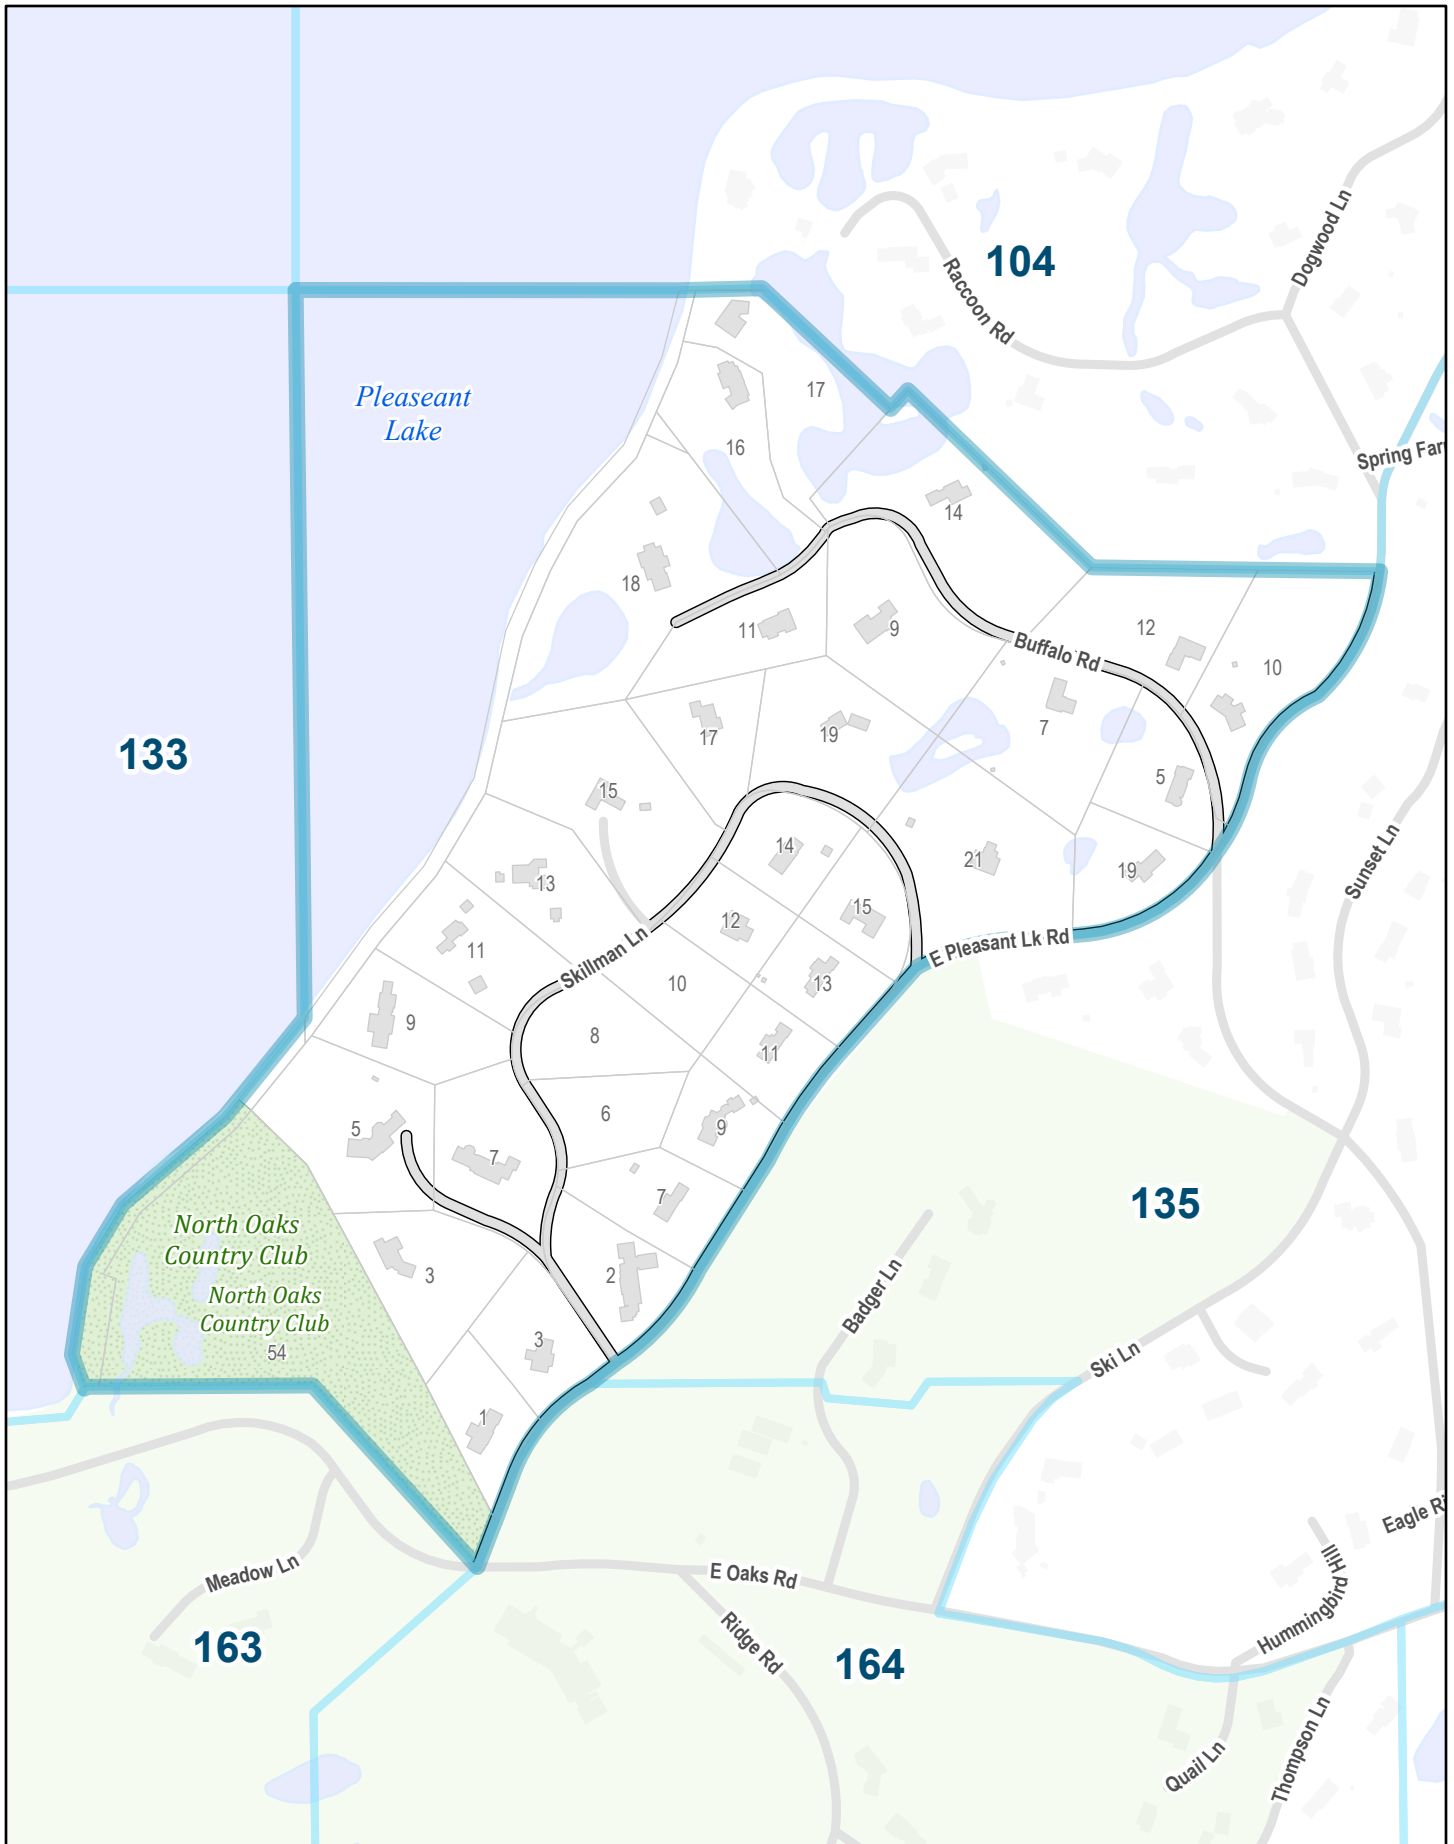 104
Dogwood Ln
Raccoon Rd
Pleaseant
Lake
17
16
Spring Far
14
18
11
9
12
Buffalo Rd
10
17
19
7
133
15
5
14
21
19
13
12
15
Sunset Ln
11
Skillman Ln
E Pleasant Lk Rd
10
13
9
8
11
6
5
9
7
7
135
North Oaks
Country Club
3
2
North Oaks
Country Club
54
Badger Ln
3
Ski Ln
1
Eagle Ri
Meadow Ln
E Oaks Rd
Hummingbird Hill
163
Ridge Rd
164
Quail Ln
Thompson Ln